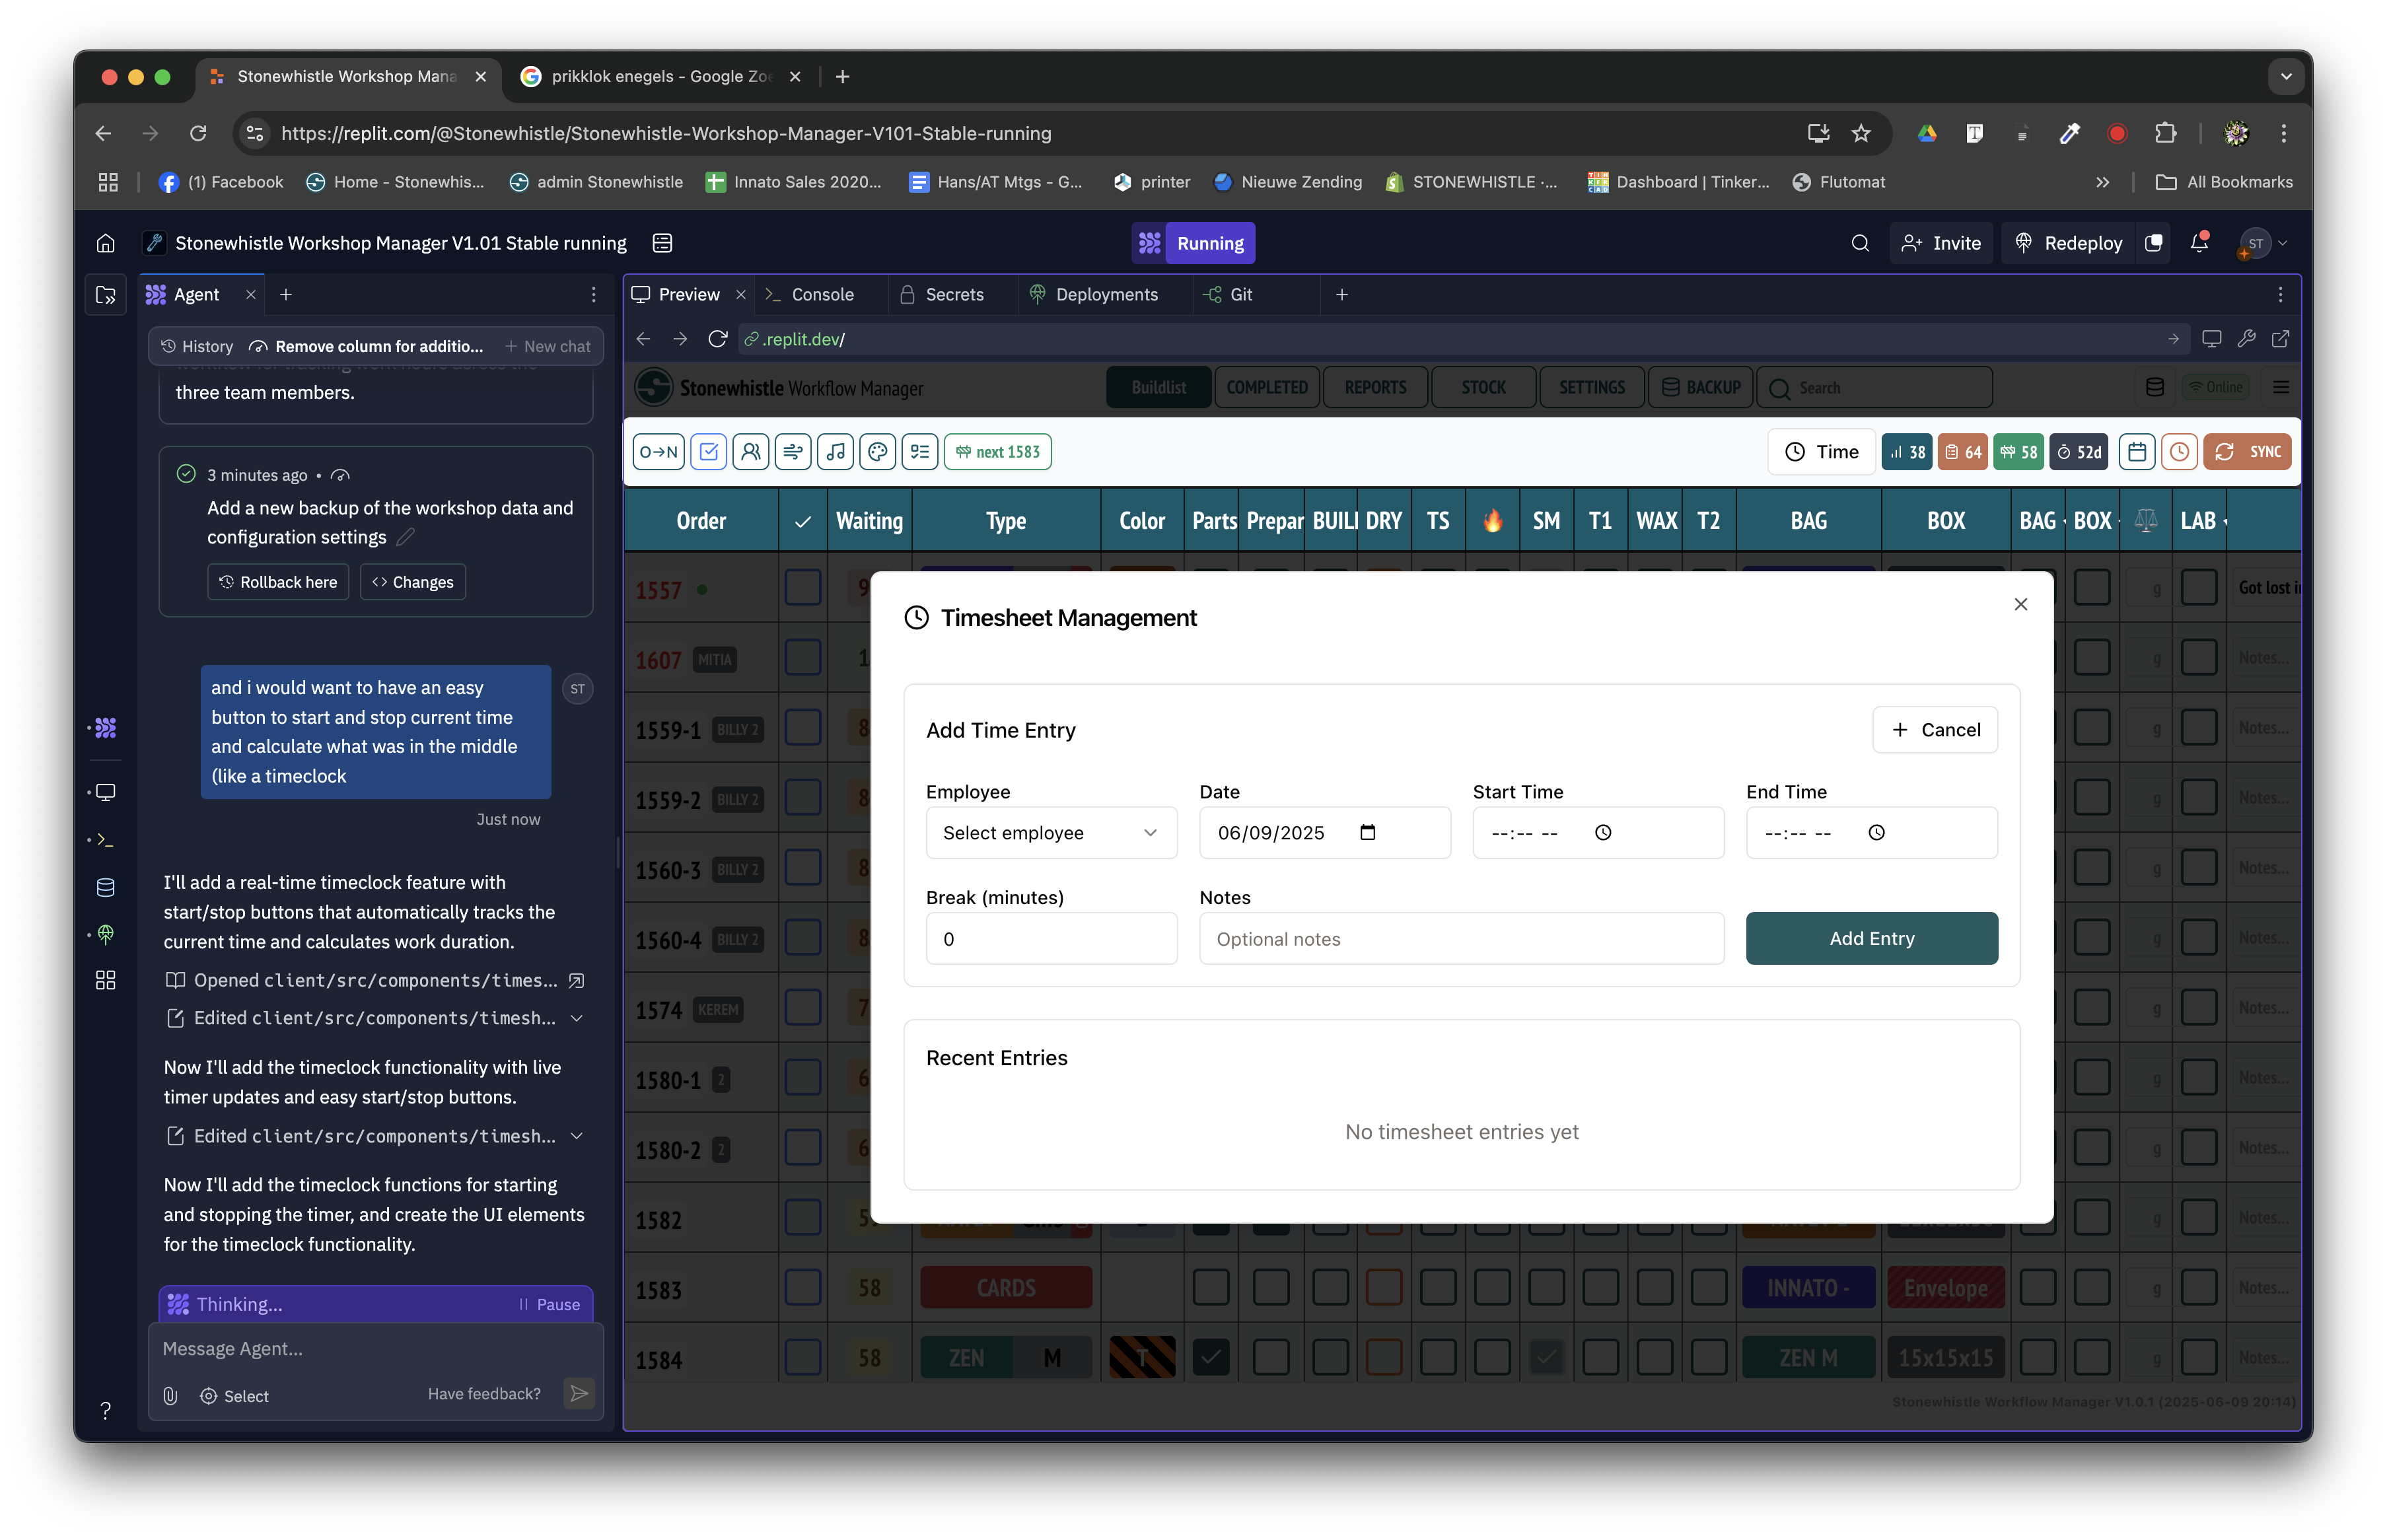 Stonewhistle Workshop Mana
prikklok enegels - Google Zoe
https://replit.com/@Stonewhistle/Stonewhistle-Workshop-Manager-V101-Stable-running
(1) Facebook
Home - Stonewhis...
admin Stonewhistle
Innato Sales 2020...
Hans/AT Mtgs - G...
printer
Nieuwe Zending
STONEWHISTLE ·...
Dashboard | Tinker...
Flutomat
All Bookmarks
Stonewhistle Workshop Manager V1.01 Stable running
Running
Invite
Redeploy
ST
Agent
History
Remove column for additio...
+ New chat
three team members.
3 minutes ago •
Add a new backup of the workshop data and
configuration settings
Rollback here
Changes
and i would want to have an easy
button to start and stop current time
and calculate what was in the middle
(like a timeclock
ST
Just now
I'll add a real-time timeclock feature with
start/stop buttons that automatically tracks the
current time and calculates work duration.
Opened client/src/components/times...
Edited client/src/components/timesh...
Now I'll add the timeclock functionality with live
timer updates and easy start/stop buttons.
Edited client/src/components/timesh...
Now I'll add the timeclock functions for starting
and stopping the timer, and create the UI elements
for the timeclock functionality.
Thinking...
Pause
Message Agent...
Select
Have feedback?
Preview
Console
Secrets
Deployments
Git
.replit.dev/
Stonewhistle Workflow Manager
Buildlist
COMPLETED
REPORTS
STOCK
SETTINGS
BACKUP
Search
Online
O→N
next 1583
Time
38
64
58
52d
SYNC
Order
Waiting
Type
Color
Parts
Prepar
BUIL
DRY
TS
SM
T1
WAX
T2
BAG
BOX
BAG
BOX
LAB
1557
9
g
Got lost i
1607 MITIA
1
g
Notes...
1559-1 BILLY 2
8
g
Notes...
1559-2 BILLY 2
8
g
Notes...
1560-3 BILLY 2
8
g
Notes...
1560-4 BILLY 2
8
g
Notes...
1574 KEREM
7
g
Notes...
1580-1 2
6
g
Notes...
1580-2 2
6
g
Notes...
1582
5
g
Notes...
1583
58
CARDS
INNATO -
Envelope
g
Notes...
1584
58
ZEN
M
T
ZEN M
15x15x15
g
Notes...
Timesheet Management
Add Time Entry
+ Cancel
Employee
Select employee
Date
06/09/2025
Start Time
--:-- --
End Time
--:-- --
Break (minutes)
0
Notes
Optional notes
Add Entry
Recent Entries
No timesheet entries yet
Stonewhistle Workflow Manager V1.0.1 (2025-06-09 20:14)